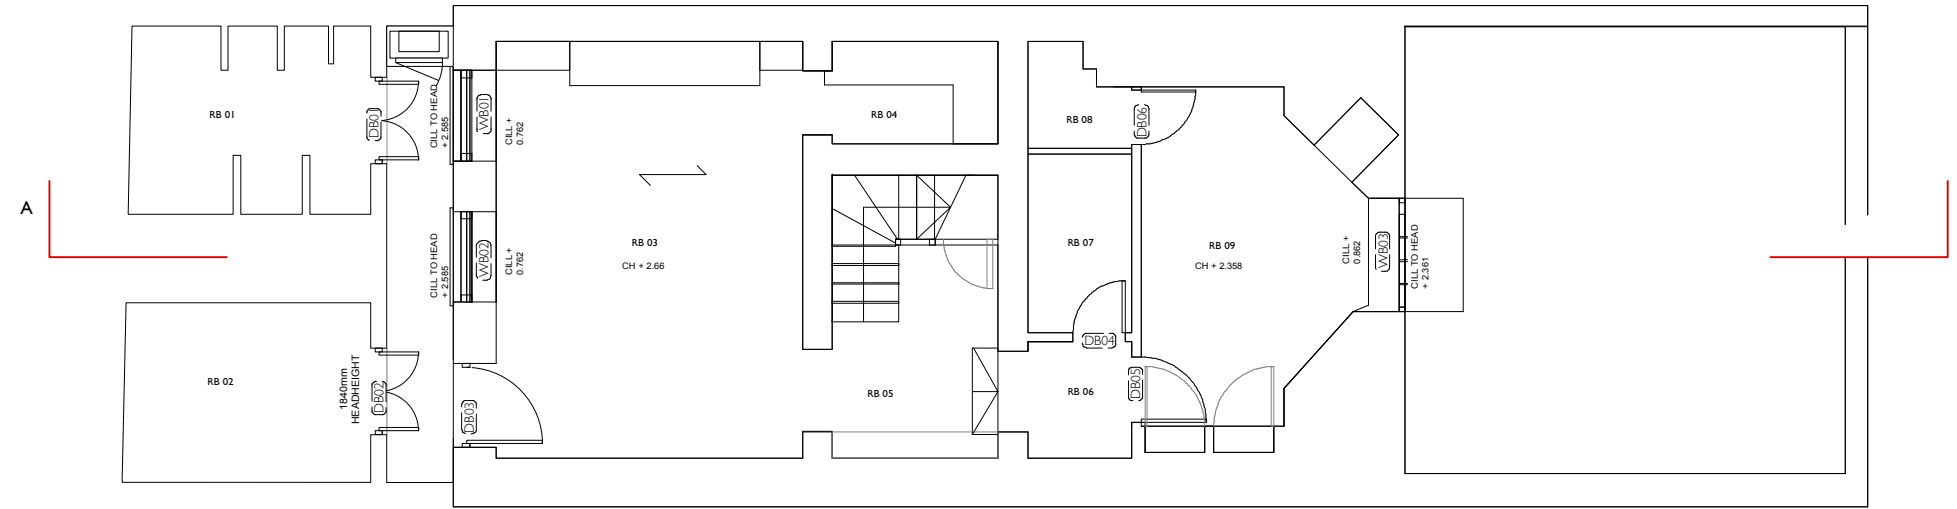 RB 01
DB01
CILL TO HEAD
+ 2.585
WB01
CILL +
0.762
RB 04
RB 08
DB06
A
CILL TO HEAD
+ 2.585
WB02
CILL +
0.762
RB 03
CH + 2.66
RB 07
RB 09
CH + 2.358
CILL +
0.862
WB03
CILL TO HEAD
+ 2.361
DB04
RB 02
1840mm
HEADHEIGHT
DB02
DB03
RB 05
RB 06
DB05